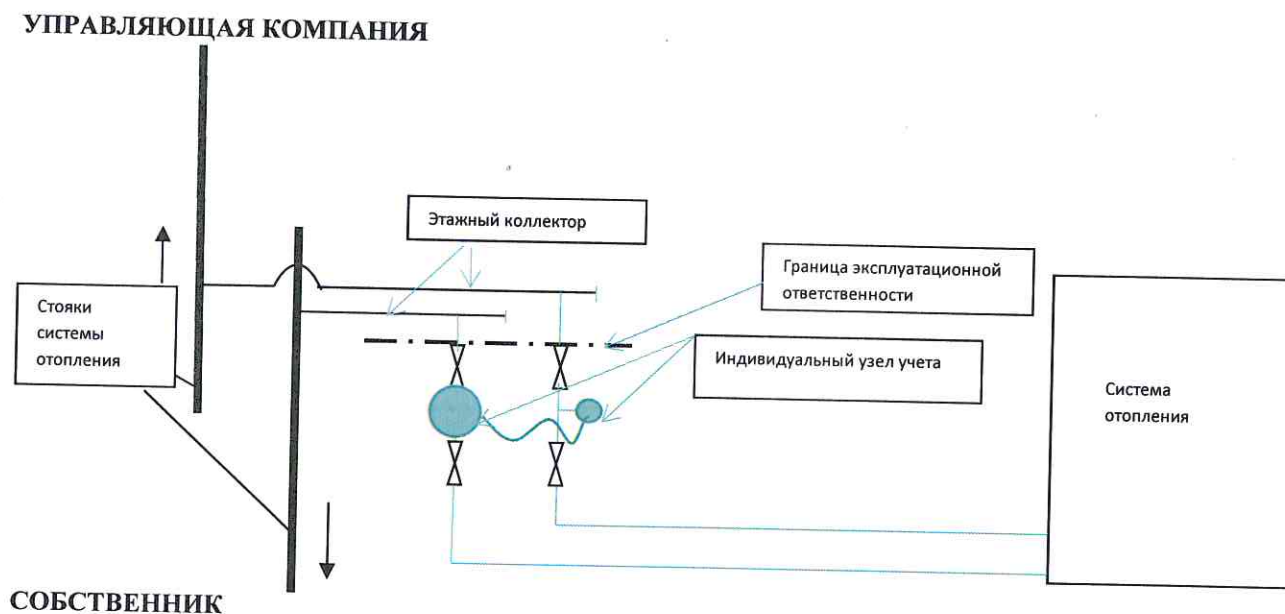 УПРАВЛЯЮЩАЯ КОМПАНИЯ
Этажный коллектор
Граница эксплуатационной
ответственности
Стояки
системы
отопления
Индивидуальный узел учета
Система
отопления
СОБСТВЕННИК